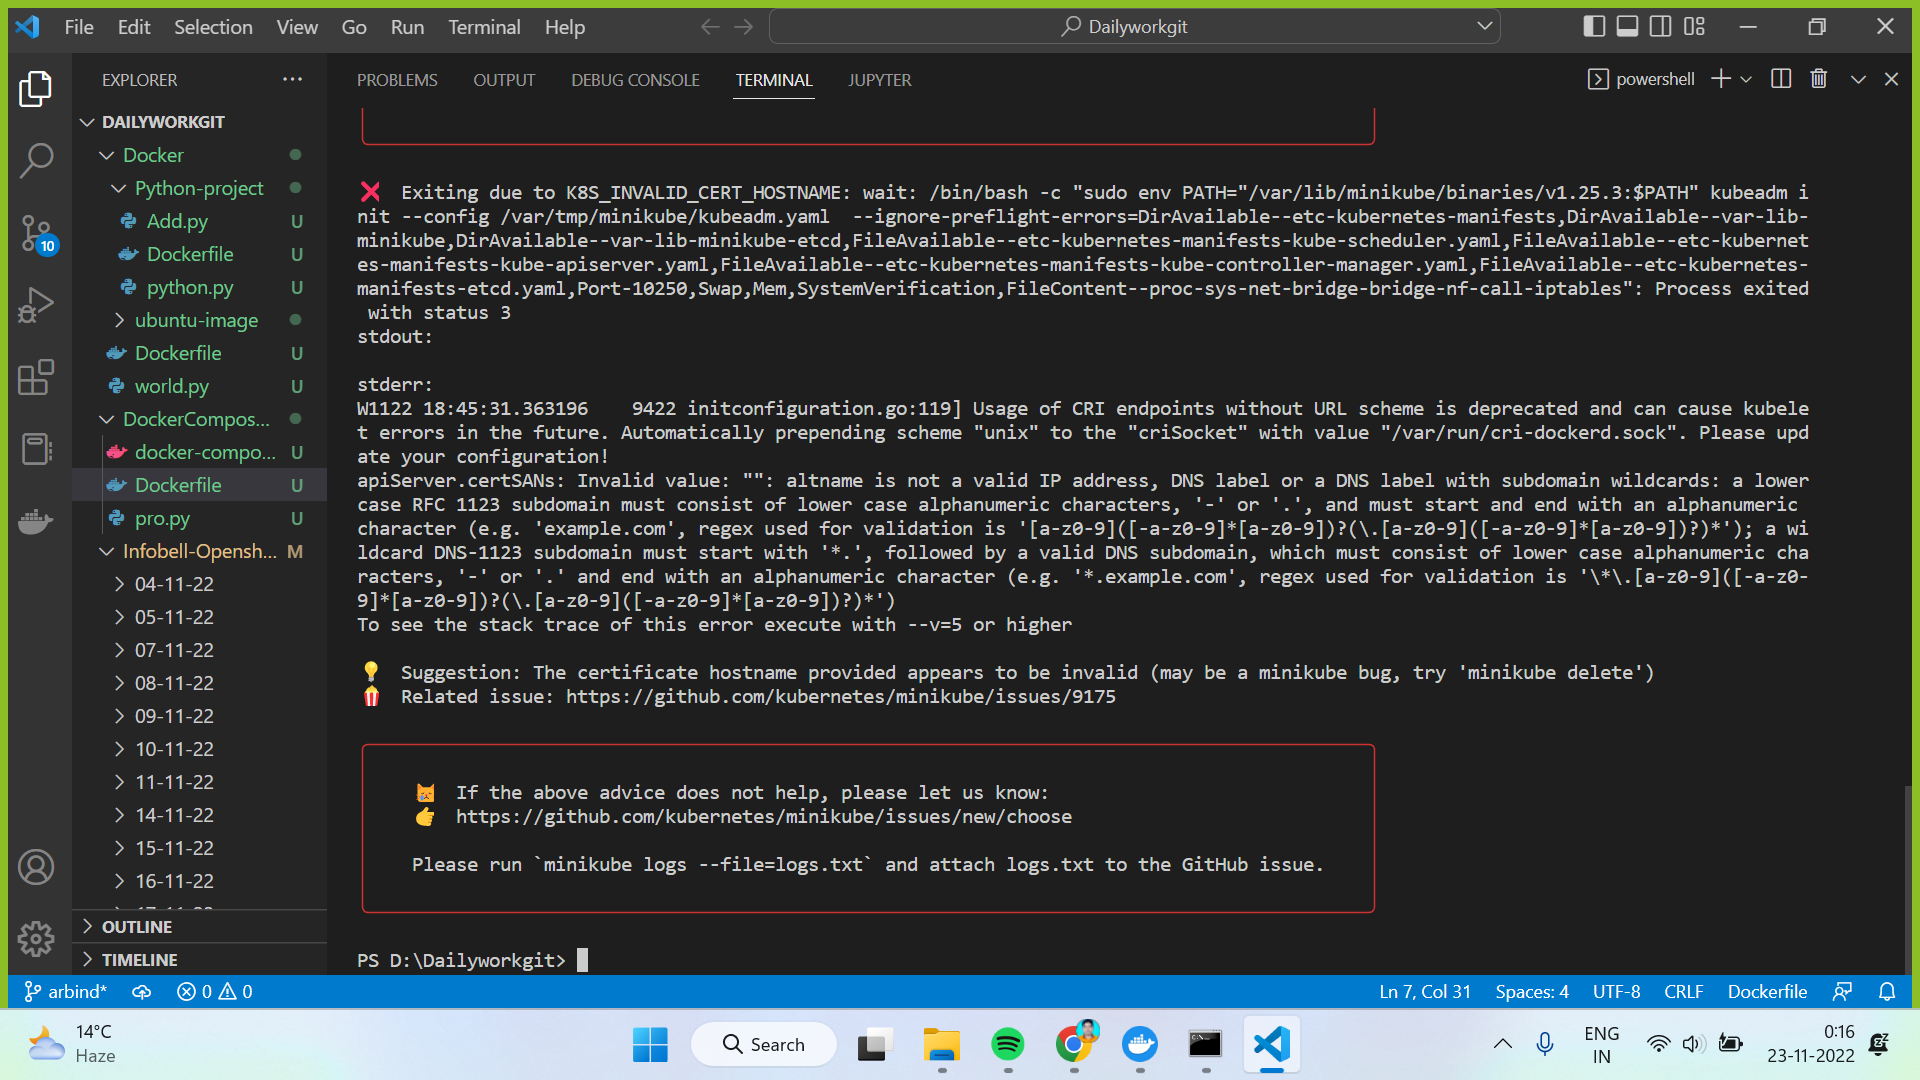 File Edit Selection View Go Run Terminal Help
Dailyworkgit
EXPLORER
DAILYWORKGIT
Docker
Python-project
Add.py U
Dockerfile U
python.py U
ubuntu-image
Dockerfile U
world.py U
DockerCompos...
docker-compo... U
Dockerfile U
pro.py U
Infobell-Opensh... M
04-11-22
05-11-22
07-11-22
08-11-22
09-11-22
10-11-22
11-11-22
14-11-22
15-11-22
16-11-22
OUTLINE
TIMELINE
10
PROBLEMS OUTPUT DEBUG CONSOLE TERMINAL JUPYTER
powershell
❌ Exiting due to K8S_INVALID_CERT_HOSTNAME: wait: /bin/bash -c "sudo env PATH="/var/lib/minikube/binaries/v1.25.3:$PATH" kubeadm i
nit --config /var/tmp/minikube/kubeadm.yaml  --ignore-preflight-errors=DirAvailable--etc-kubernetes-manifests,DirAvailable--var-lib-
minikube,DirAvailable--var-lib-minikube-etcd,FileAvailable--etc-kubernetes-manifests-kube-scheduler.yaml,FileAvailable--etc-kubernet
es-manifests-kube-apiserver.yaml,FileAvailable--etc-kubernetes-manifests-kube-controller-manager.yaml,FileAvailable--etc-kubernetes-
manifests-etcd.yaml,Port-10250,Swap,Mem,SystemVerification,FileContent--proc-sys-net-bridge-bridge-nf-call-iptables": Process exited
 with status 3
stdout:
stderr:
W1122 18:45:31.363196    9422 initconfiguration.go:119] Usage of CRI endpoints without URL scheme is deprecated and can cause kubele
t errors in the future. Automatically prepending scheme "unix" to the "criSocket" with value "/var/run/cri-dockerd.sock". Please upd
ate your configuration!
apiServer.certSANs: Invalid value: "": altname is not a valid IP address, DNS label or a DNS label with subdomain wildcards: a lower
case RFC 1123 subdomain must consist of lower case alphanumeric characters, '-' or '.', and must start and end with an alphanumeric
character (e.g. 'example.com', regex used for validation is '[a-z0-9]([-a-z0-9]*[a-z0-9])?(\.[a-z0-9]([-a-z0-9]*[a-z0-9])?)*'); a wi
ldcard DNS-1123 subdomain must start with '*.', followed by a valid DNS subdomain, which must consist of lower case alphanumeric cha
racters, '-' or '.' and end with an alphanumeric character (e.g. '*.example.com', regex used for validation is '\*\.[a-z0-9]([-a-z0-
9]*[a-z0-9])?(\.[a-z0-9]([-a-z0-9]*[a-z0-9])?)*')
To see the stack trace of this error execute with --v=5 or higher
💡 Suggestion: The certificate hostname provided appears to be invalid (may be a minikube bug, try 'minikube delete')
🍿 Related issue: https://github.com/kubernetes/minikube/issues/9175
😿 If the above advice does not help, please let us know:
👉 https://github.com/kubernetes/minikube/issues/new/choose
Please run `minikube logs --file=logs.txt` and attach logs.txt to the GitHub issue.
PS D:\Dailyworkgit>
arbind* 0 0 Ln 7, Col 31 Spaces: 4 UTF-8 CRLF Dockerfile
14°C
Haze
Search
ENG
IN
0:16
23-11-2022